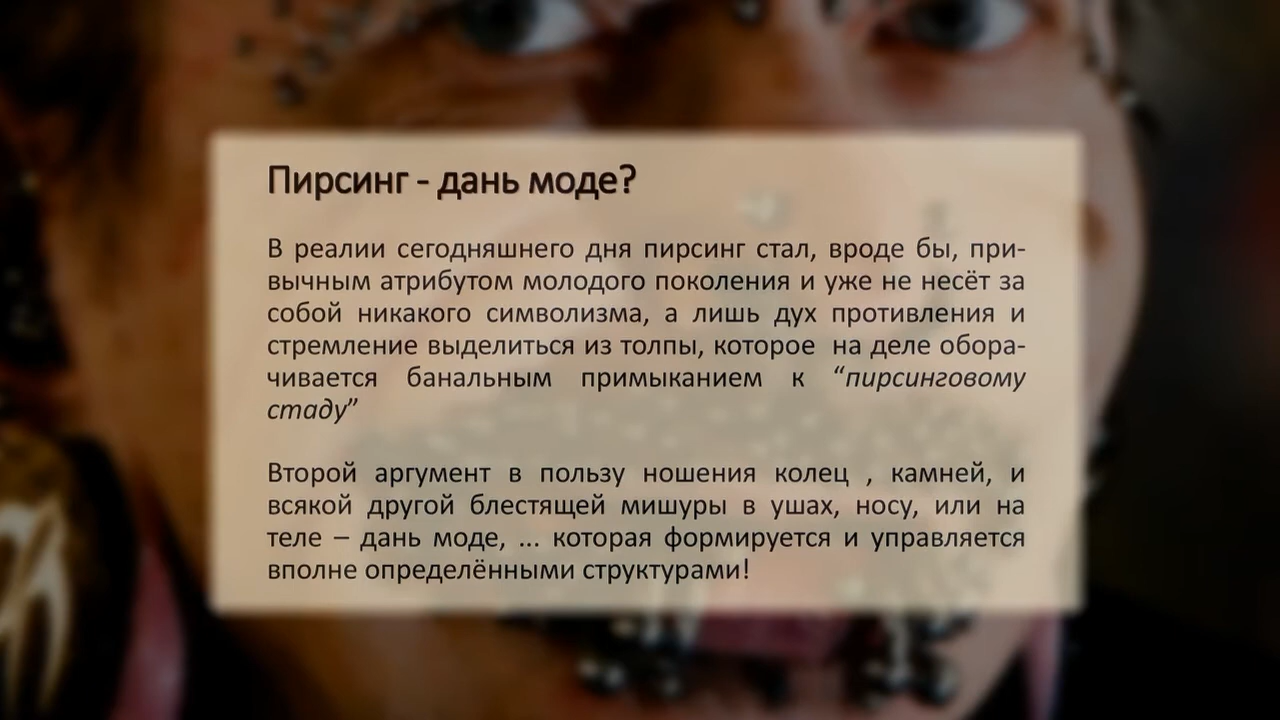 Пирсинг - дань моде?
В реалии сегодняшнего дня пирсинг стал, вроде бы, при-
вычным атрибутом молодого поколения и уже не несёт за
собой никакого символизма, а лишь дух противления и
стремление выделиться из толпы, которое  на деле обора-
чивается банальным примыканием к “пирсинговому
стаду”
Второй аргумент в пользу ношения колец , камней, и
всякой другой блестящей мишуры в ушах, носу, или на
теле – дань моде, ... которая формируется и управляется
вполне определёнными структурами!